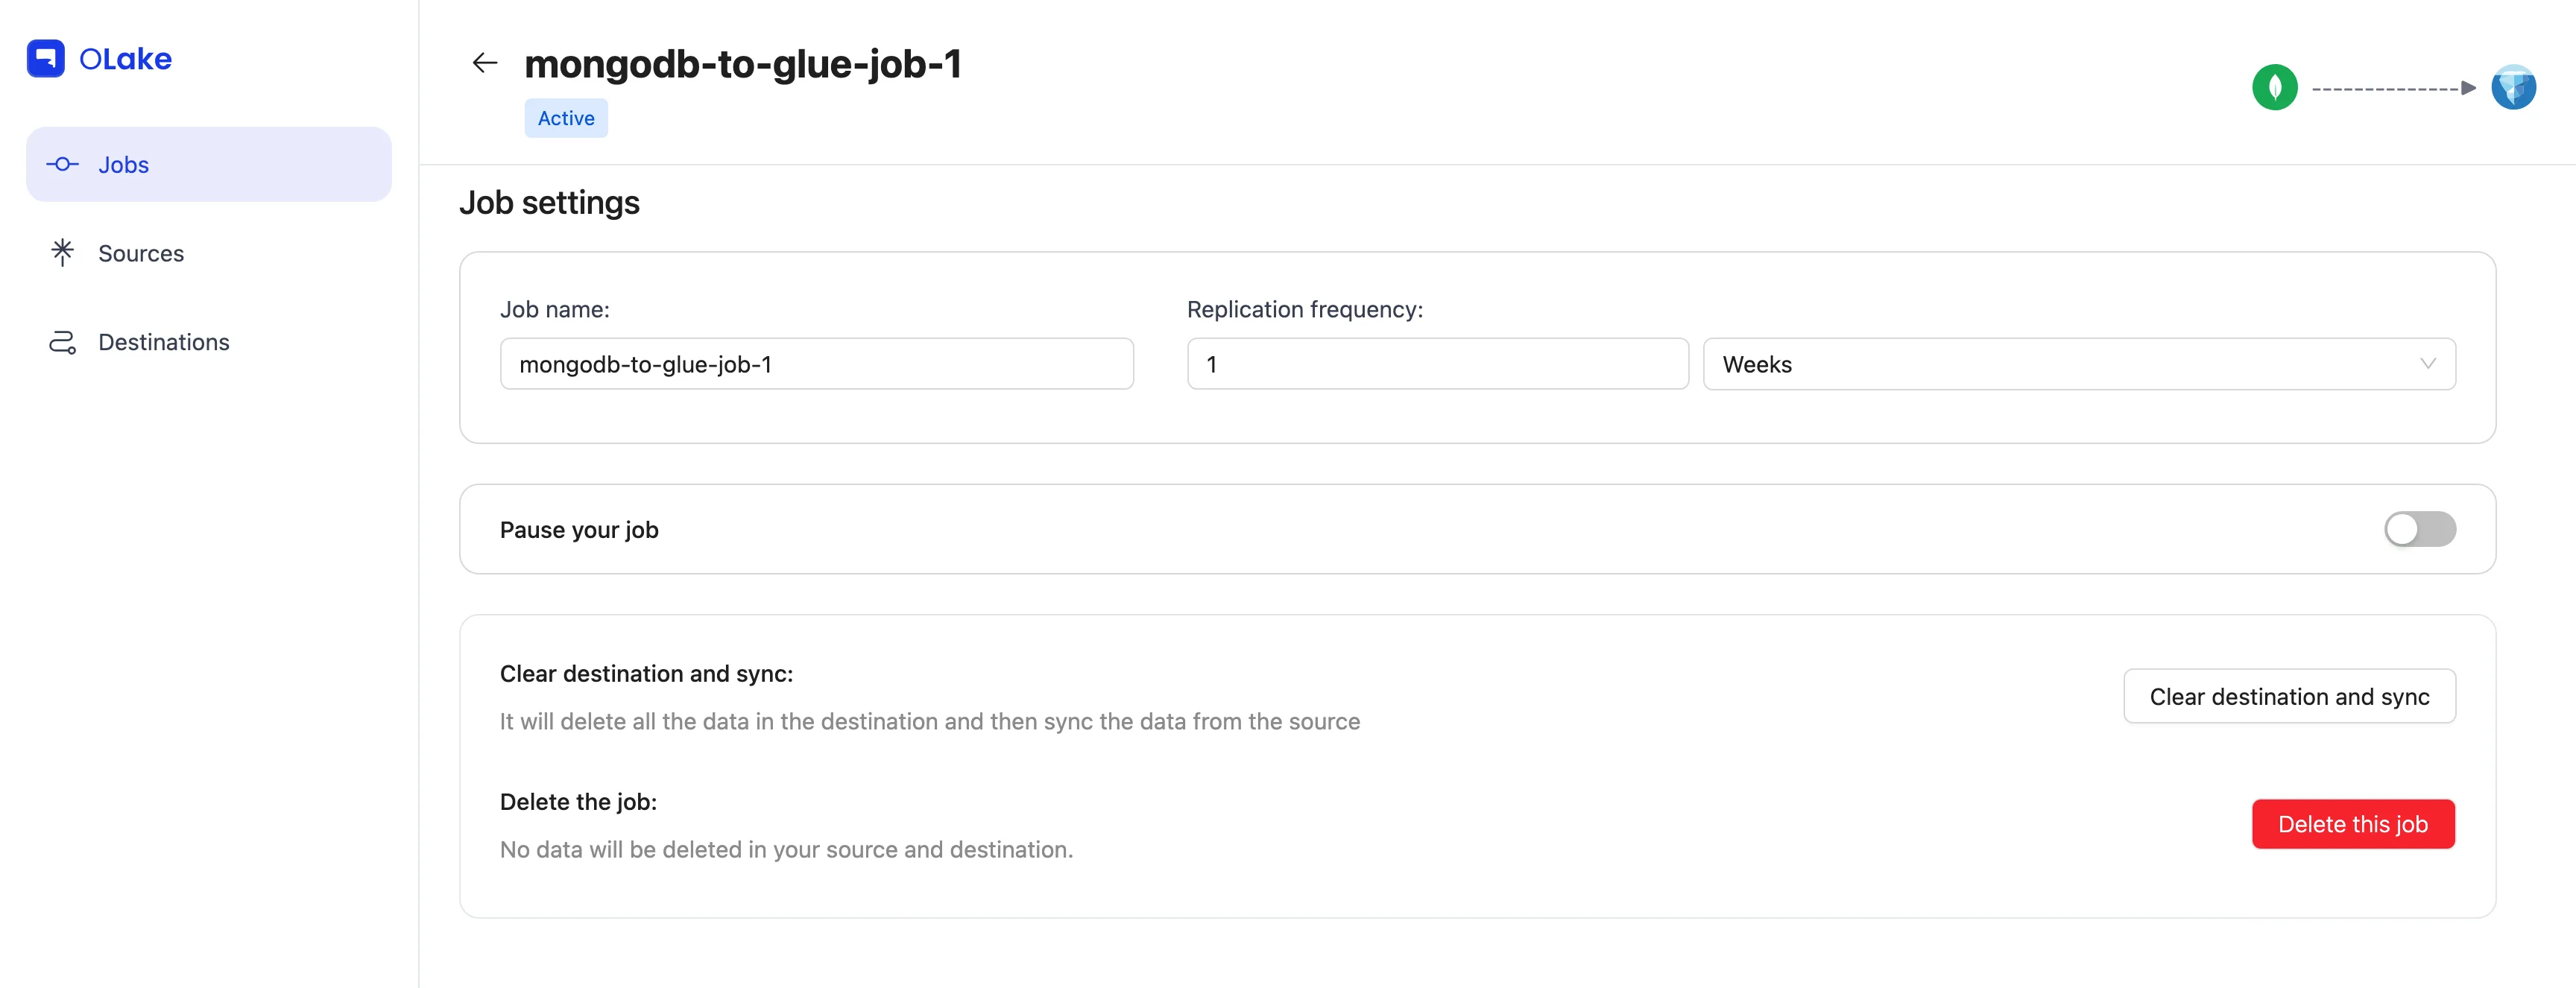 OLake
Jobs
Sources
Destinations
mongodb-to-glue-job-1
Active
Job settings
Job name:
mongodb-to-glue-job-1
Replication frequency:
1
Weeks
Pause your job
Clear destination and sync:
It will delete all the data in the destination and then sync the data from the source
Clear destination and sync
Delete the job:
No data will be deleted in your source and destination.
Delete this job